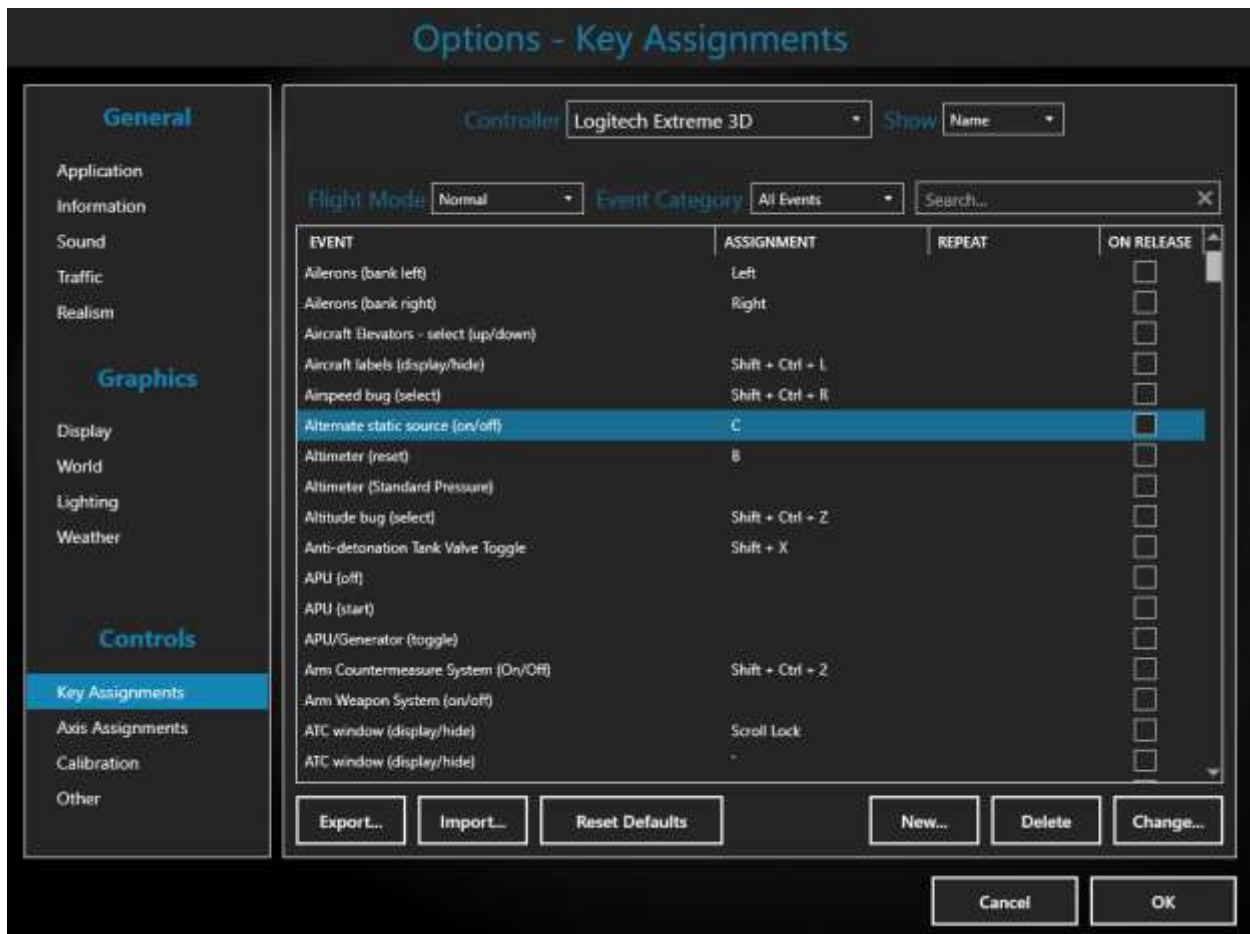 Options - Key Assignments
General
Application
Information
Sound
Traffic
Realism
Graphics
Display
World
Lighting
Weather
Controls
Key Assignments
Axis Assignments
Calibration
Other
Controller Logitech Extreme 3D Show Name
Flight Mode Normal Event Category All Events Search...
EVENT ASSIGNMENT REPEAT ON RELEASE
Ailerons (bank left) Left
Ailerons (bank right) Right
Aircraft Elevators - select (up/down)
Aircraft labels (display/hide) Shift + Ctrl + L
Airspeed bug (select) Shift + Ctrl + R
Alternate static source (on/off) C
Altimeter (reset) B
Altimeter (Standard Pressure)
Altitude bug (select) Shift + Ctrl + Z
Anti-detonation Tank Valve Toggle Shift + X
APU (off)
APU (start)
APU/Generator (toggle)
Arm Countermeasure System (On/Off) Shift + Ctrl + 2
Arm Weapon System (on/off)
ATC window (display/hide) Scroll Lock
ATC window (display/hide)
Export... Import... Reset Defaults New... Delete Change...
Cancel OK